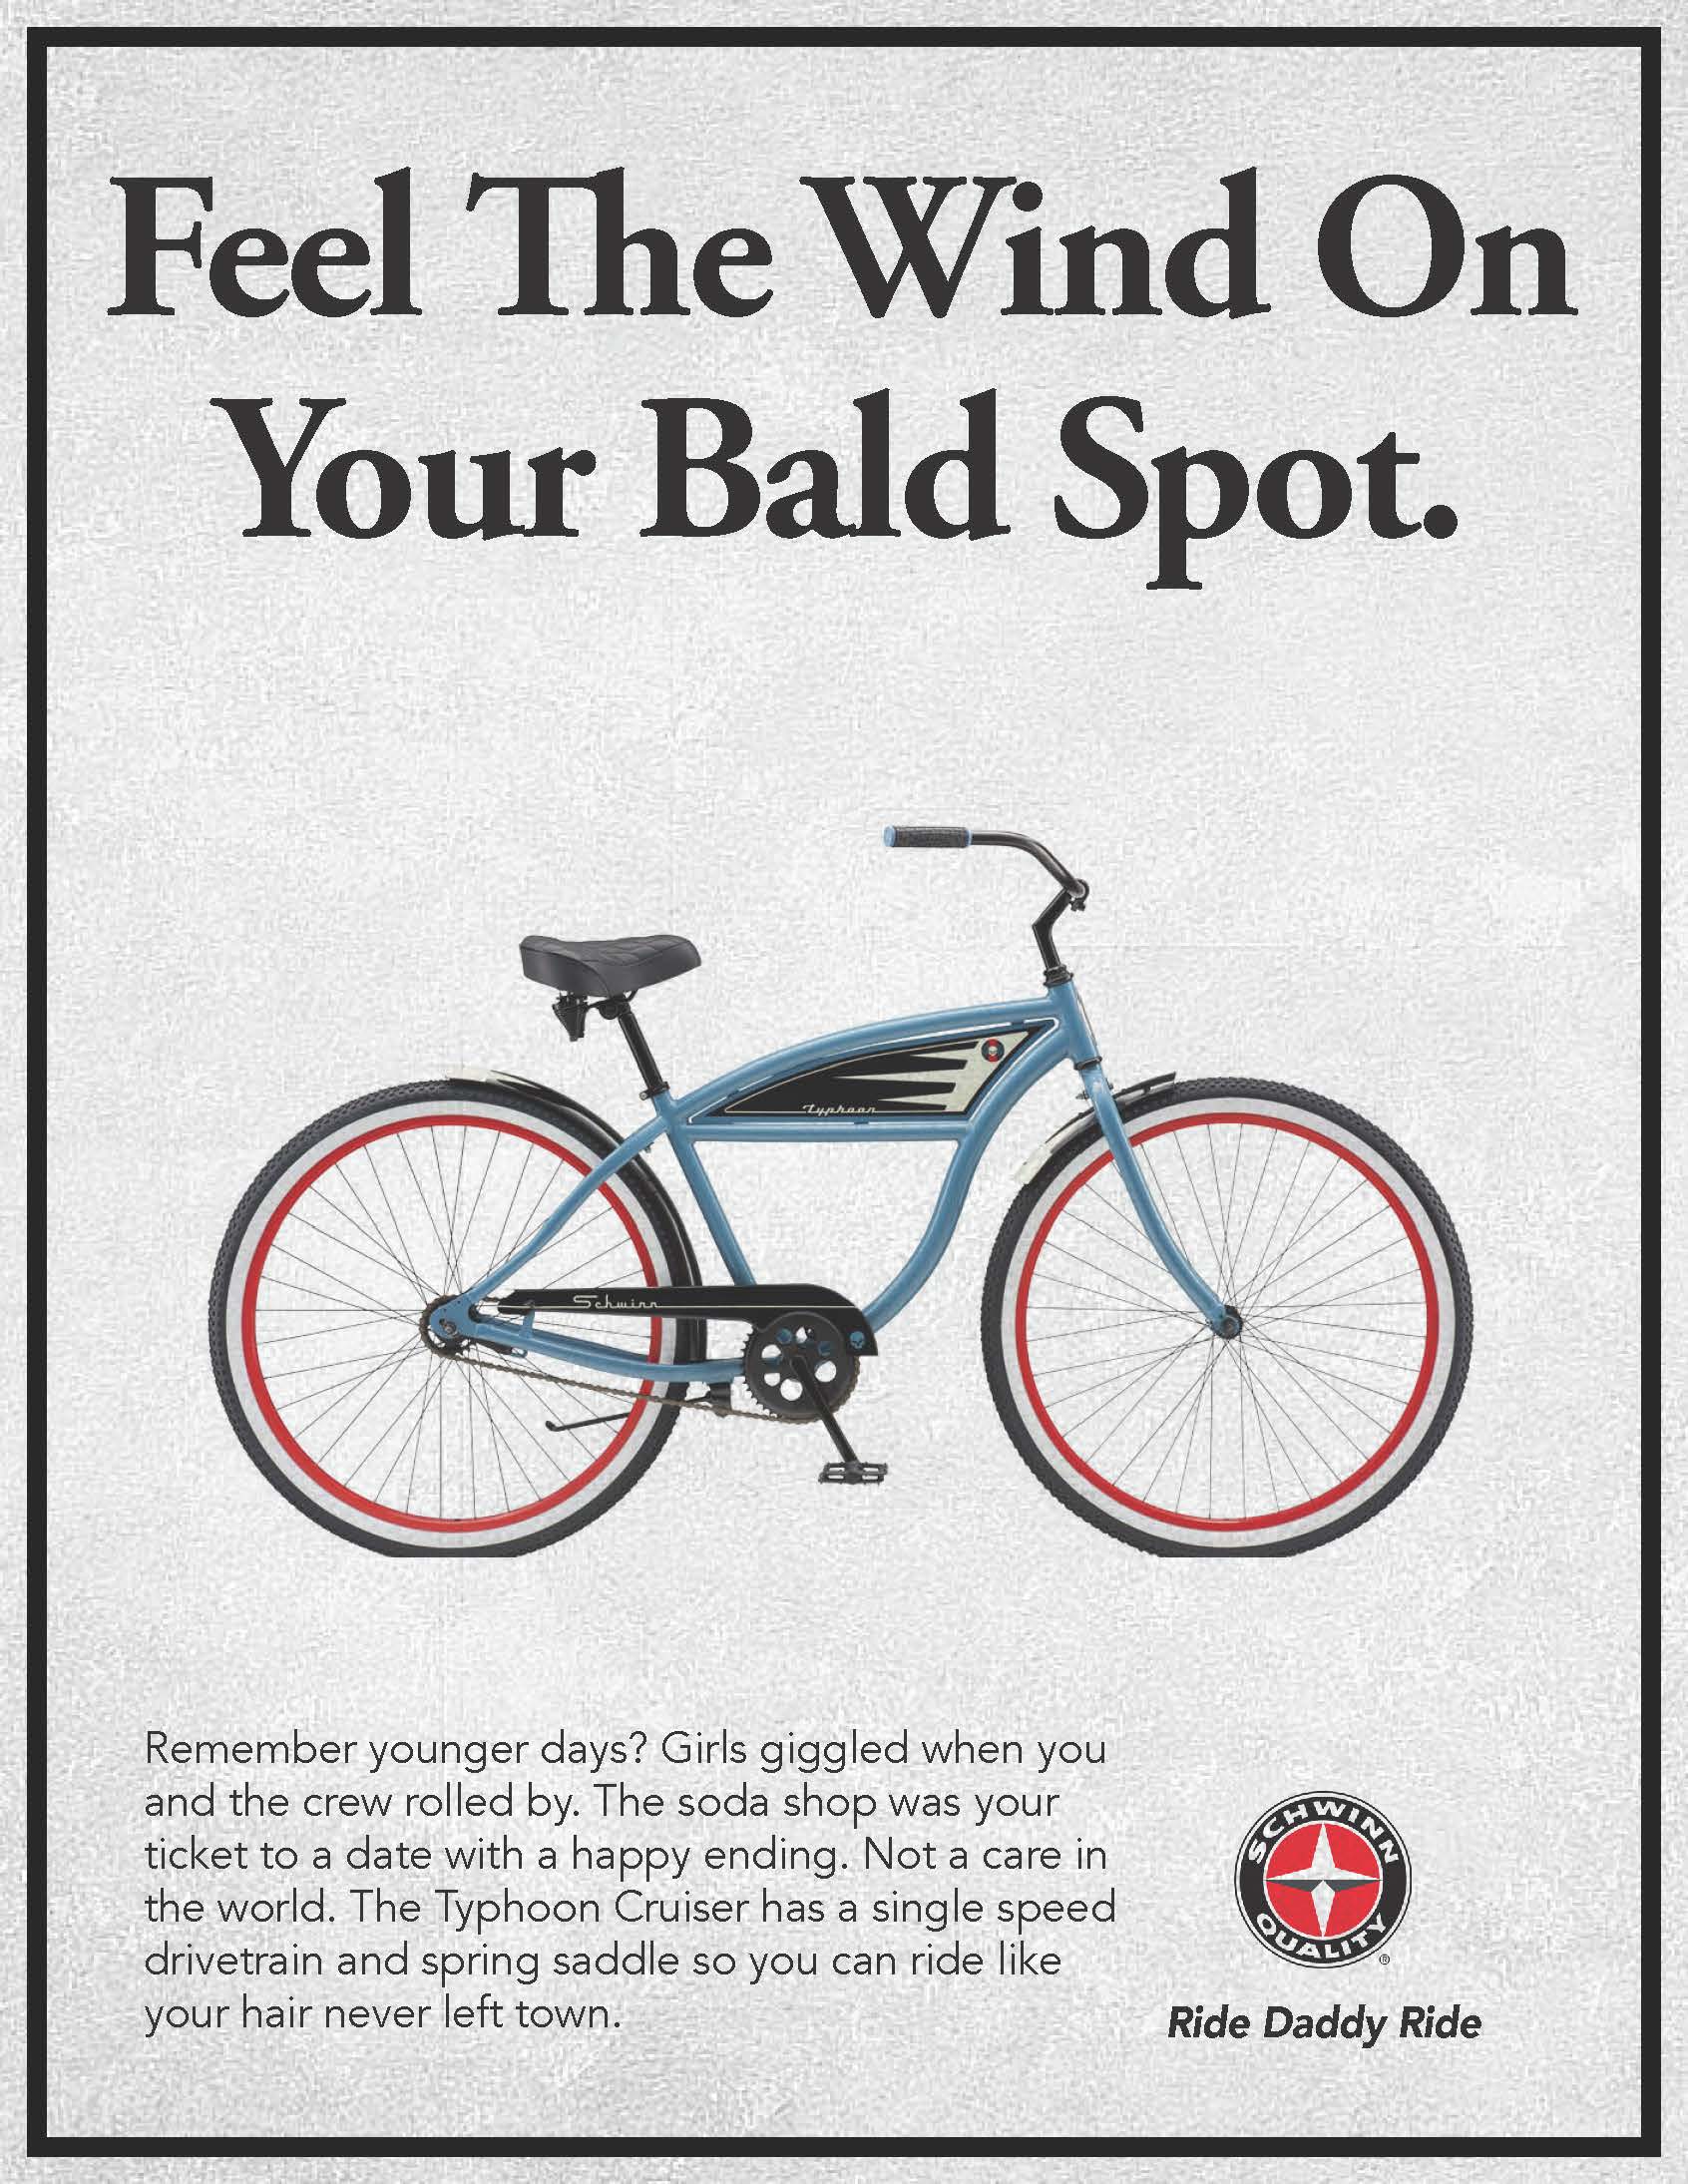 Feel The Wind On
Your Bald Spot.
Typhoon
Schwinn
Remember younger days? Girls giggled when you
and the crew rolled by. The soda shop was your
ticket to a date with a happy ending. Not a care in
the world. The Typhoon Cruiser has a single speed
drivetrain and spring saddle so you can ride like
your hair never left town.
SCHWINN
QUALITY
®
Ride Daddy Ride